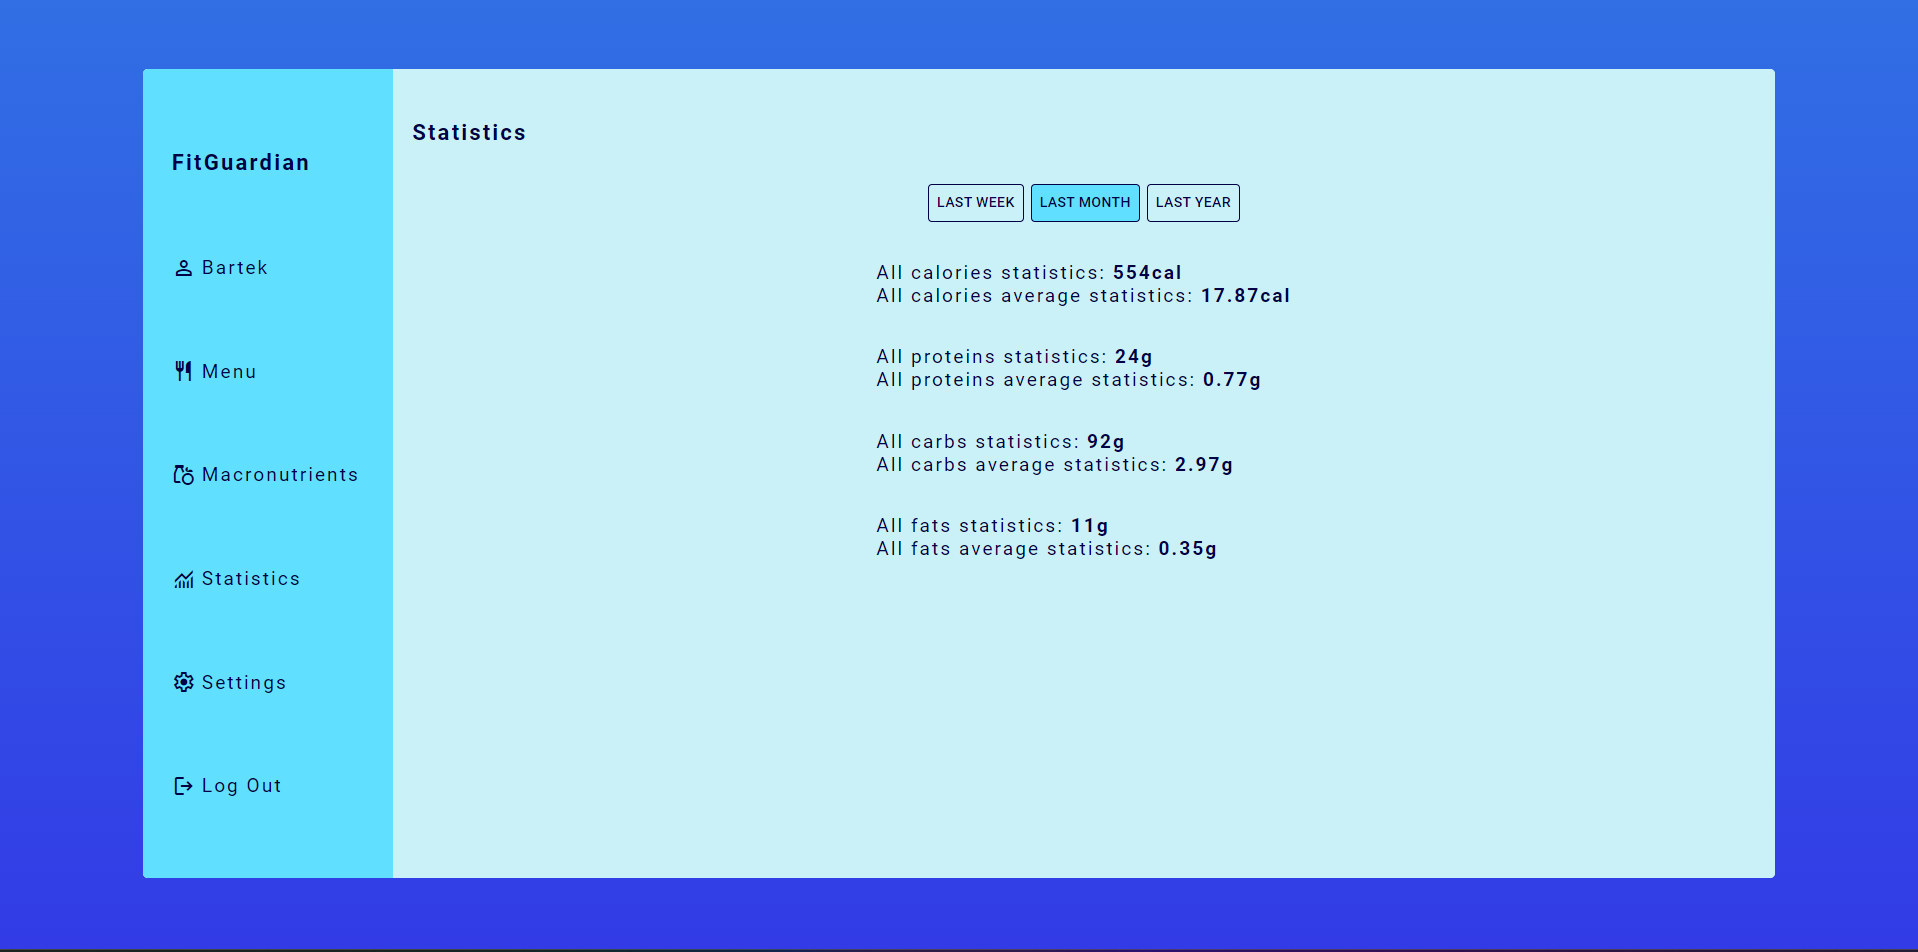 FitGuardian
Bartek
Menu
Macronutrients
Statistics
Settings
Log Out
Statistics
LAST WEEK LAST MONTH LAST YEAR
All calories statistics: 554cal
All calories average statistics: 17.87cal
All proteins statistics: 24g
All proteins average statistics: 0.77g
All carbs statistics: 92g
All carbs average statistics: 2.97g
All fats statistics: 11g
All fats average statistics: 0.35g